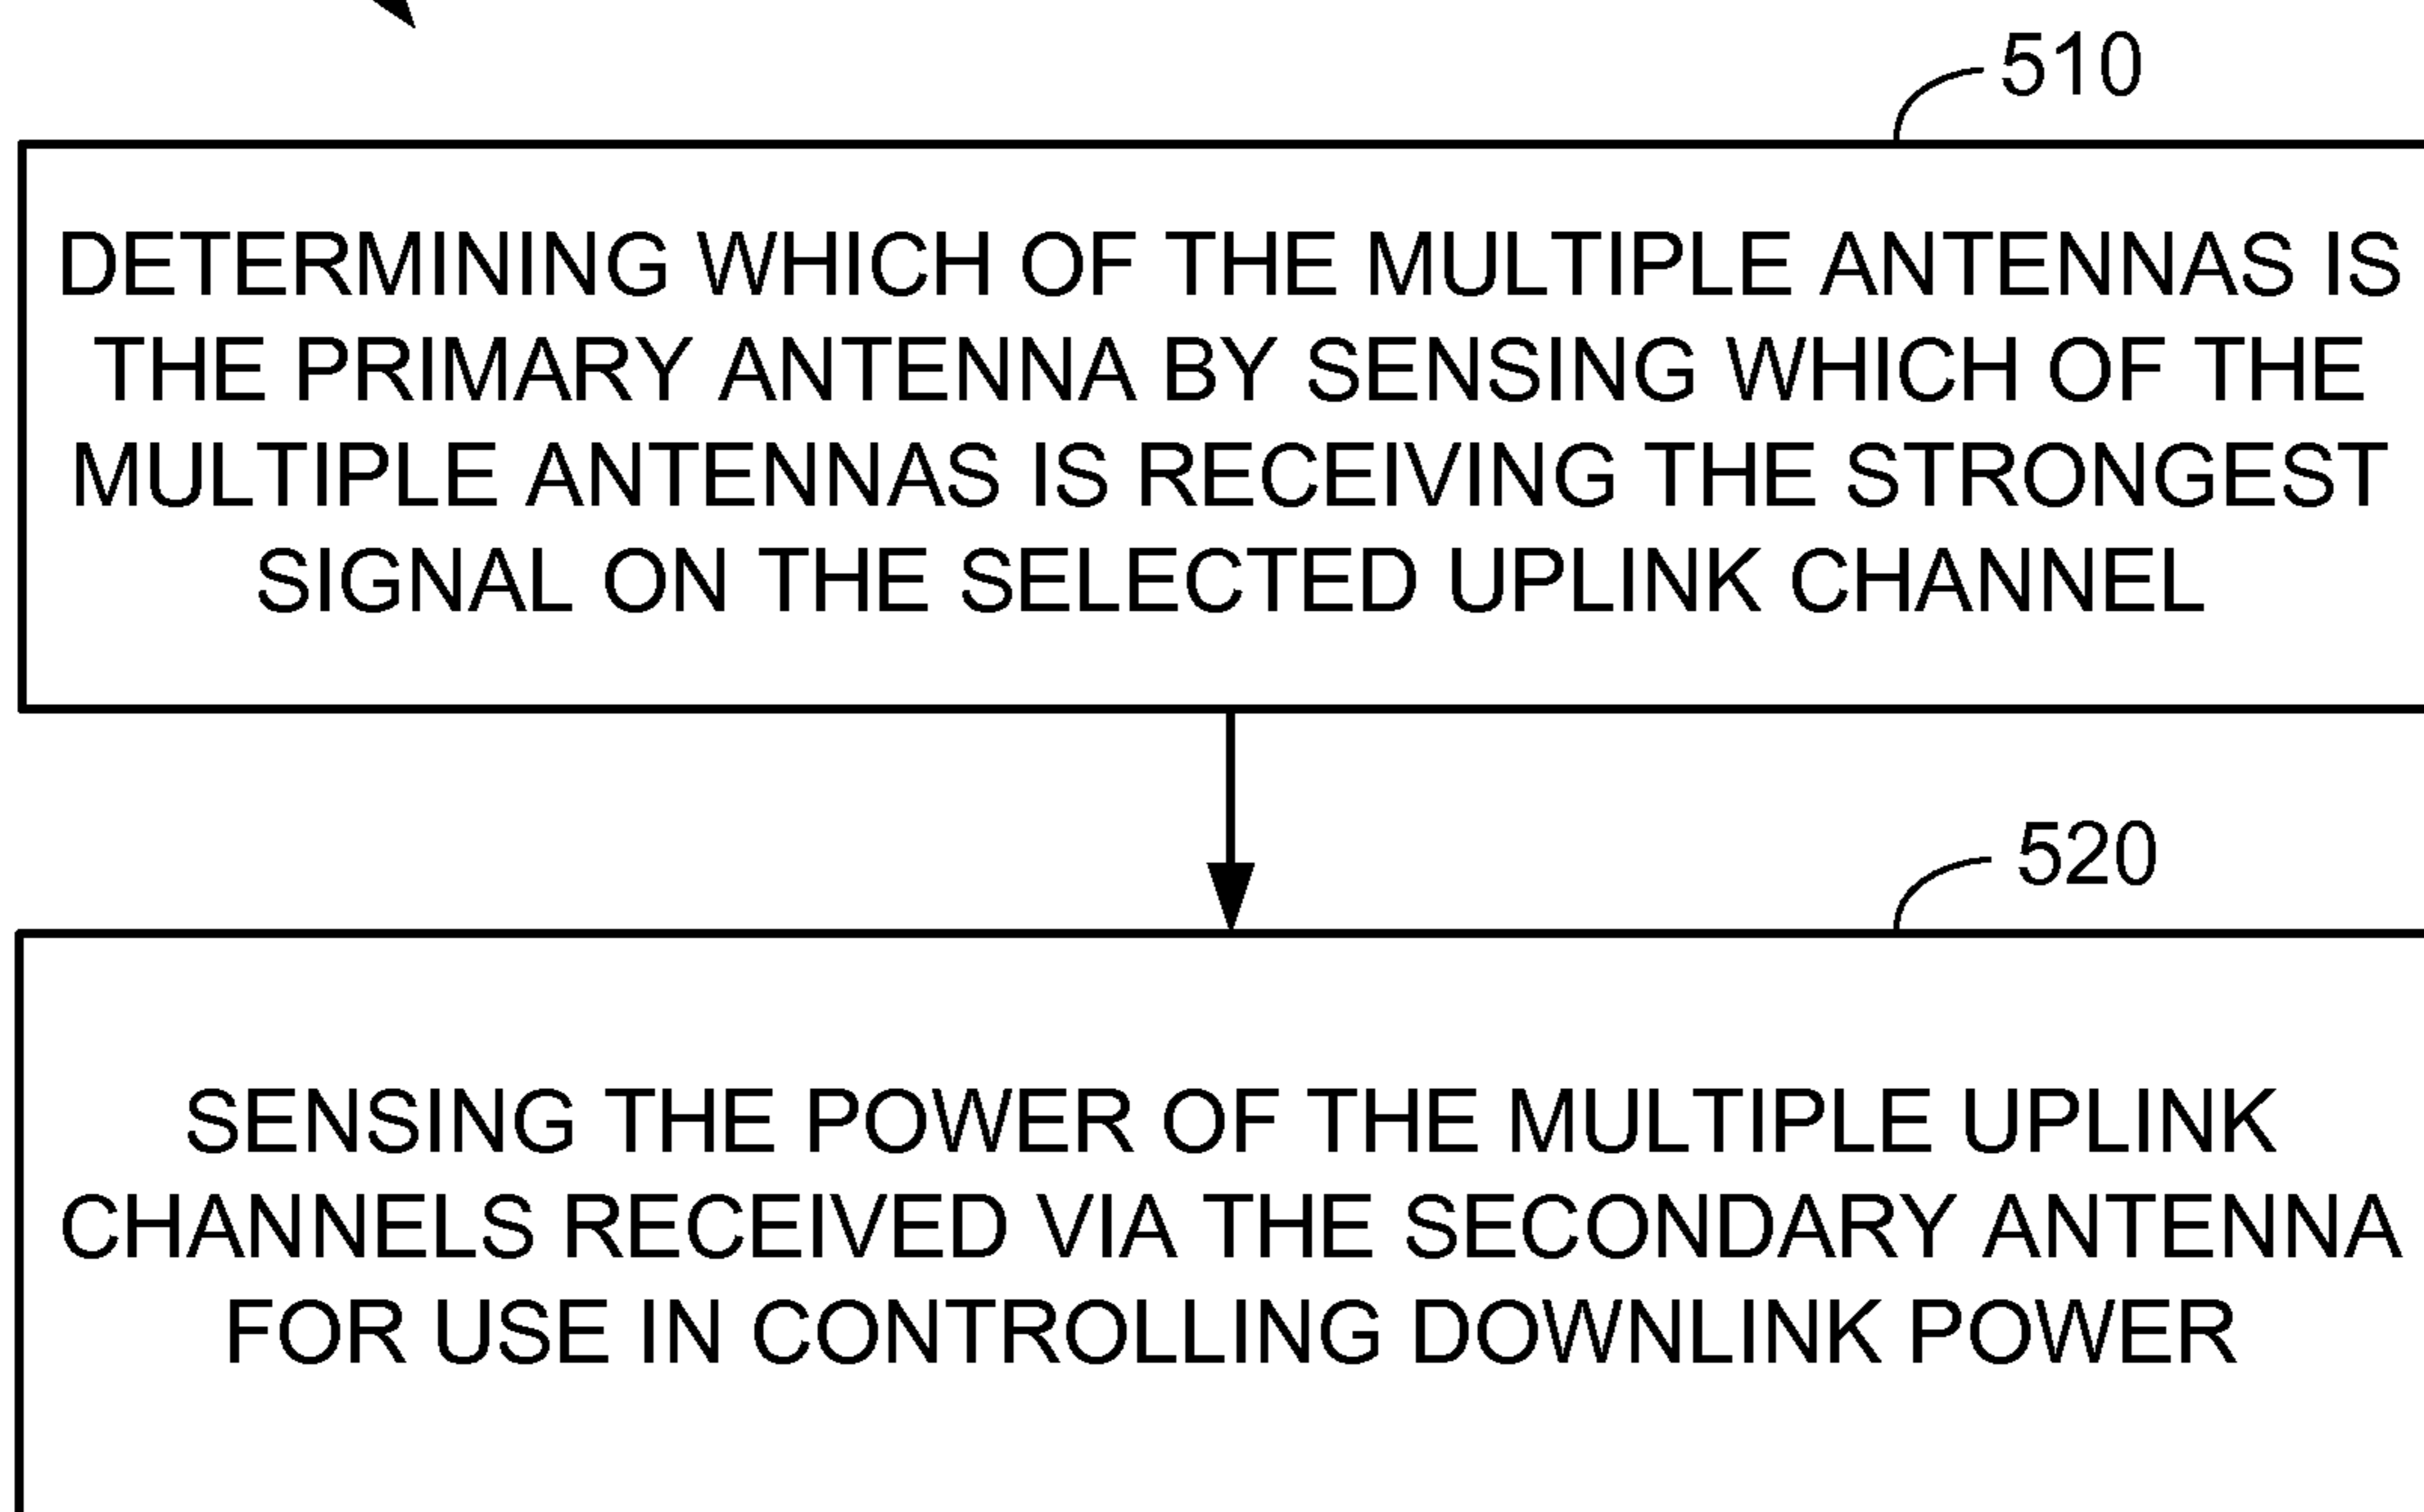 510
DETERMINING WHICH OF THE MULTIPLE ANTENNAS IS
THE PRIMARY ANTENNA BY SENSING WHICH OF THE
MULTIPLE ANTENNAS IS RECEIVING THE STRONGEST
SIGNAL ON THE SELECTED UPLINK CHANNEL
520
SENSING THE POWER OF THE MULTIPLE UPLINK
CHANNELS RECEIVED VIA THE SECONDARY ANTENNA
FOR USE IN CONTROLLING DOWNLINK POWER